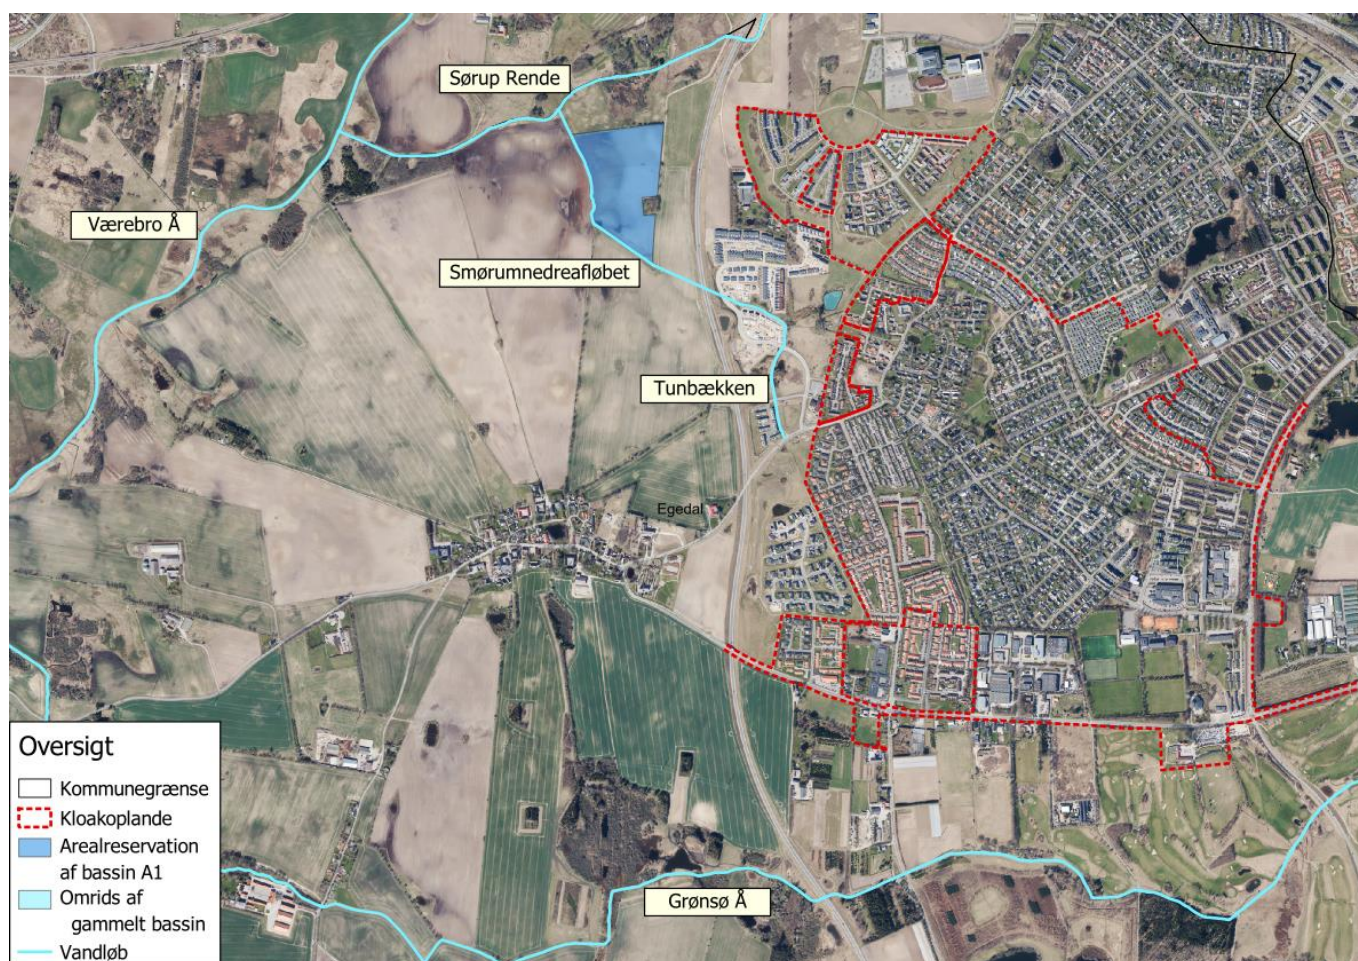 Sørup Rende
Værebro Å
Smørumnedreafløbet
Tunbækken
Egedal
Grønsø Å
Oversigt
Kommunegrænse
Kloakoplande
Arealreservation
af bassin A1
Omrids af
gammelt bassin
Vandløb